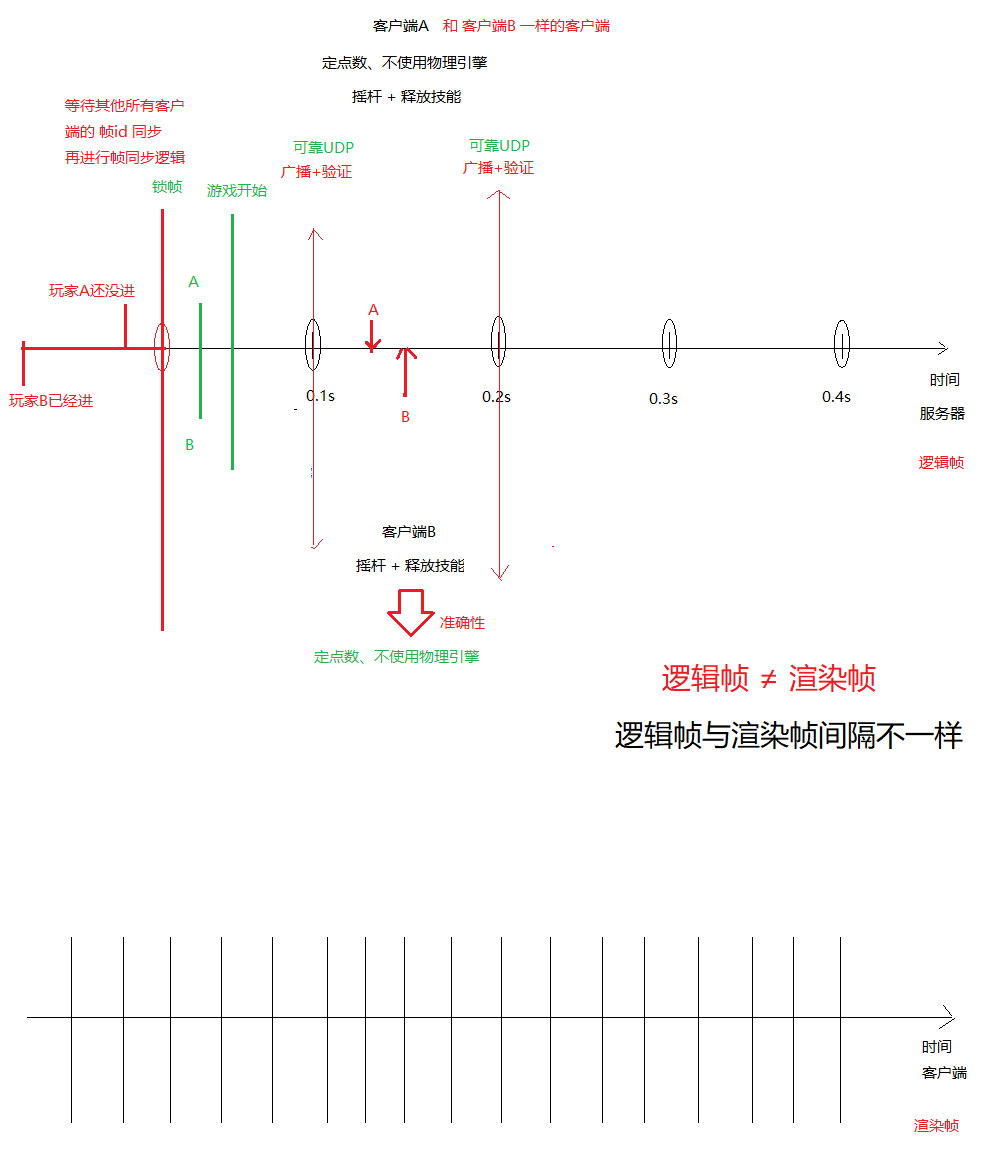 客户端A 和 客户端B 一样的客户端
定点数、不使用物理引擎
摇杆 + 释放技能
等待其他所有客户
端的 帧id 同步
再进行帧同步逻辑
锁帧
游戏开始
可靠UDP
广播+验证
可靠UDP
广播+验证
玩家A还没进
A
A
玩家B已经进
B
B
0.1s
0.2s
0.3s
0.4s
时间
服务器
逻辑帧
客户端B
摇杆 + 释放技能
准确性
定点数、不使用物理引擎
逻辑帧 ≠ 渲染帧
逻辑帧与渲染帧间隔不一样
时间
客户端
渲染帧